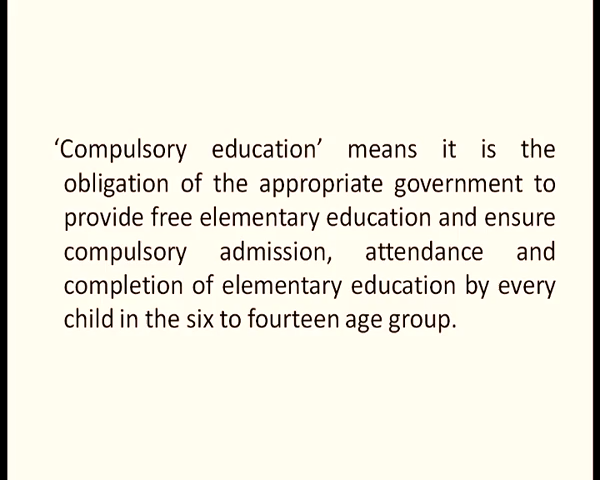 ‘Compulsory education’ means it is the
obligation of the appropriate government to
provide free elementary education and ensure
compulsory admission, attendance and
completion of elementary education by every
child in the six to fourteen age group.